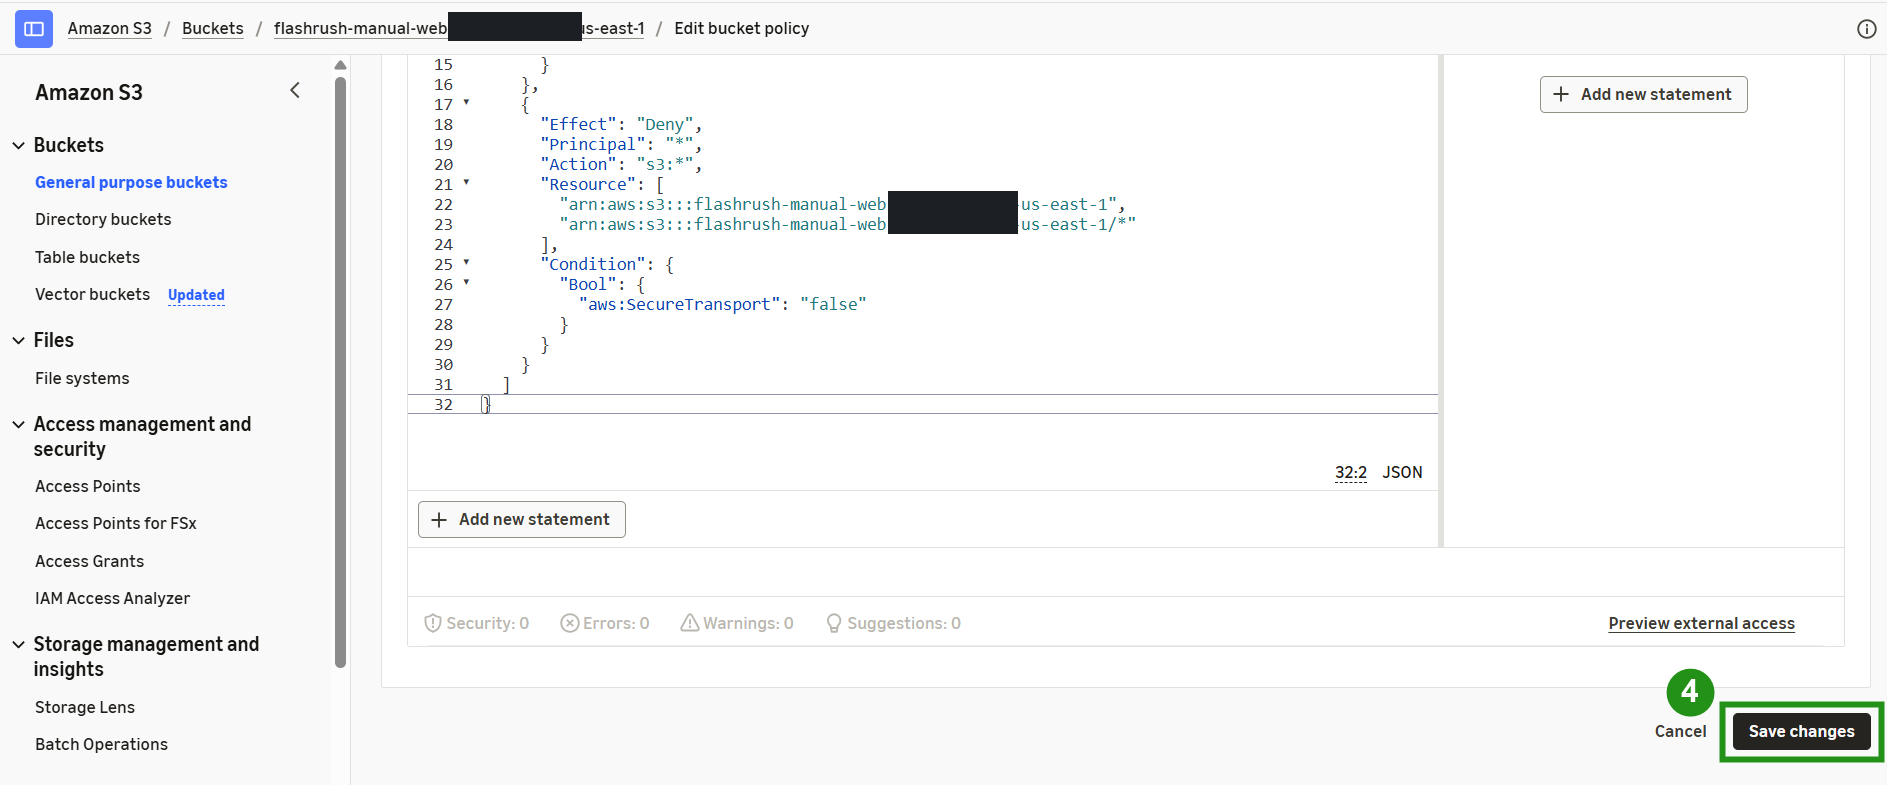 Amazon S3 / Buckets / flashrush-manual-web us-east-1 / Edit bucket policy
Amazon S3
Buckets
General purpose buckets
Directory buckets
Table buckets
Vector buckets Updated
Files
File systems
Access management and
security
Access Points
Access Points for FSx
Access Grants
IAM Access Analyzer
Storage management and
insights
Storage Lens
Batch Operations
15 }
16 },
17 {
18 "Effect": "Deny",
19 "Principal": "*",
20 "Action": "s3:*",
21 "Resource": [
22 "arn:aws:s3:::flashrush-manual-web -us-east-1",
23 "arn:aws:s3:::flashrush-manual-web -us-east-1/*"
24 ],
25 "Condition": {
26 "Bool": {
27 "aws:SecureTransport": "false"
28 }
29 }
30 }
31 ]
32 }
32:2 JSON
+ Add new statement
+ Add new statement
Security: 0 Errors: 0 Warnings: 0 Suggestions: 0
Preview external access
4
Cancel Save changes